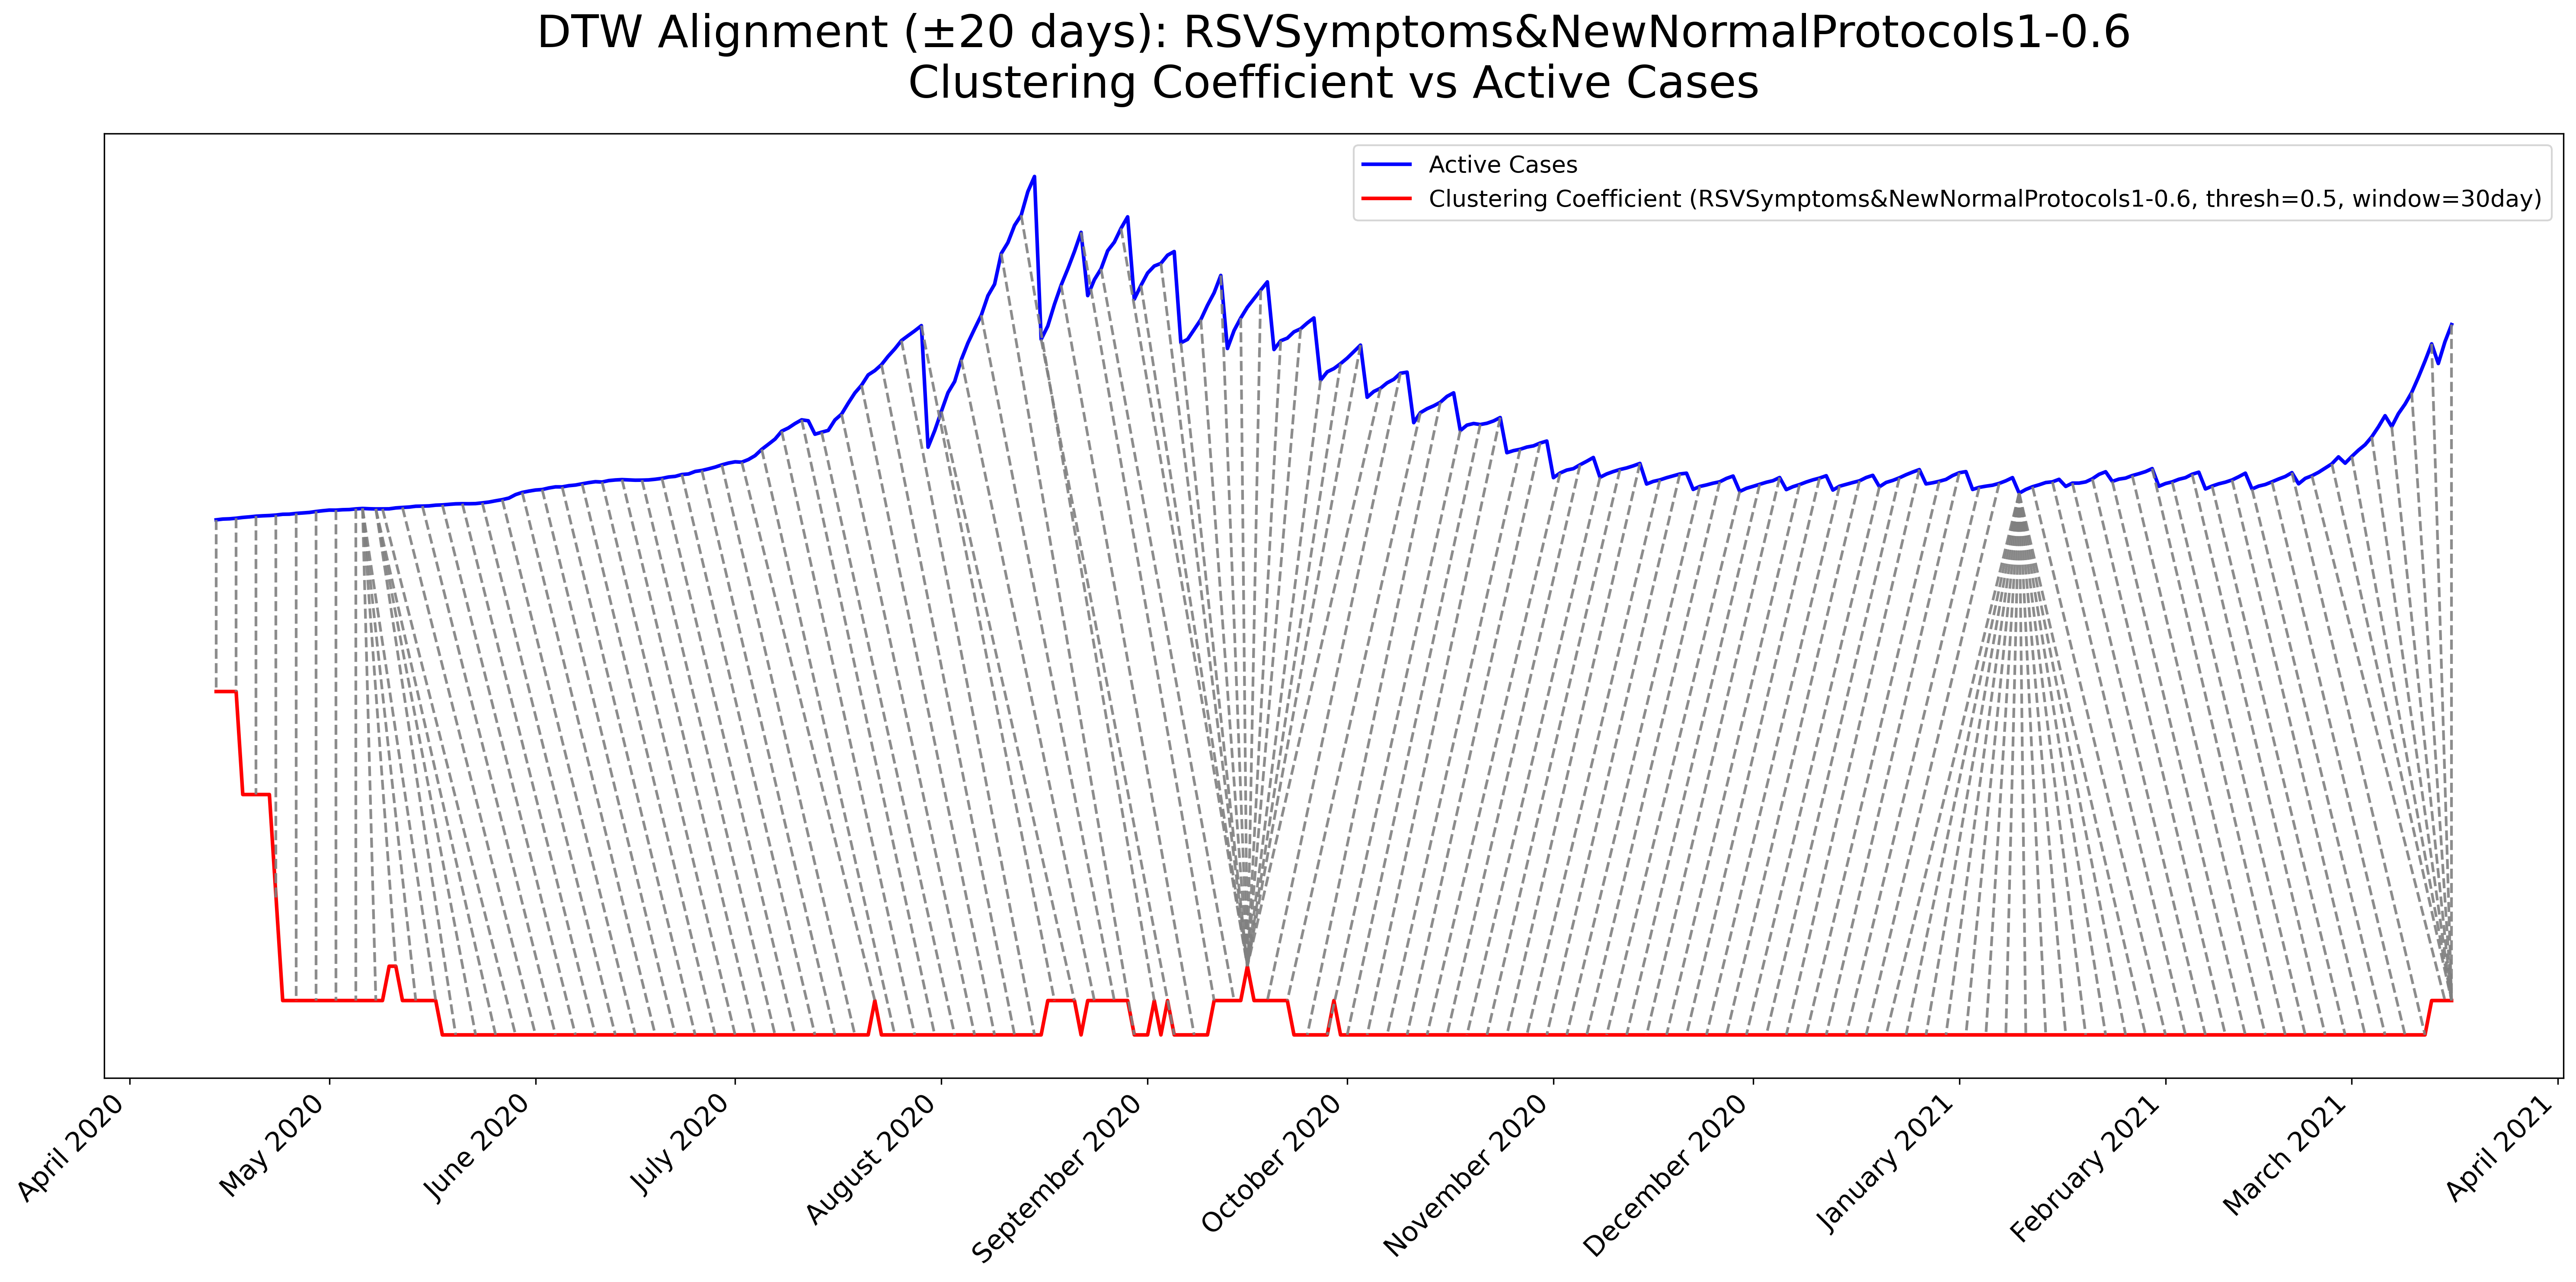 DTW Alignment (±20 days): RSVSymptoms&NewNormalProtocols1-0.6
Clustering Coefficient vs Active Cases
Active Cases
Clustering Coefficient (RSVSymptoms&NewNormalProtocols1-0.6, thresh=0.5, window=30day)
April 2020
May 2020
June 2020
July 2020
August 2020
September 2020
October 2020
November 2020
December 2020
January 2021
February 2021
March 2021
April 2021